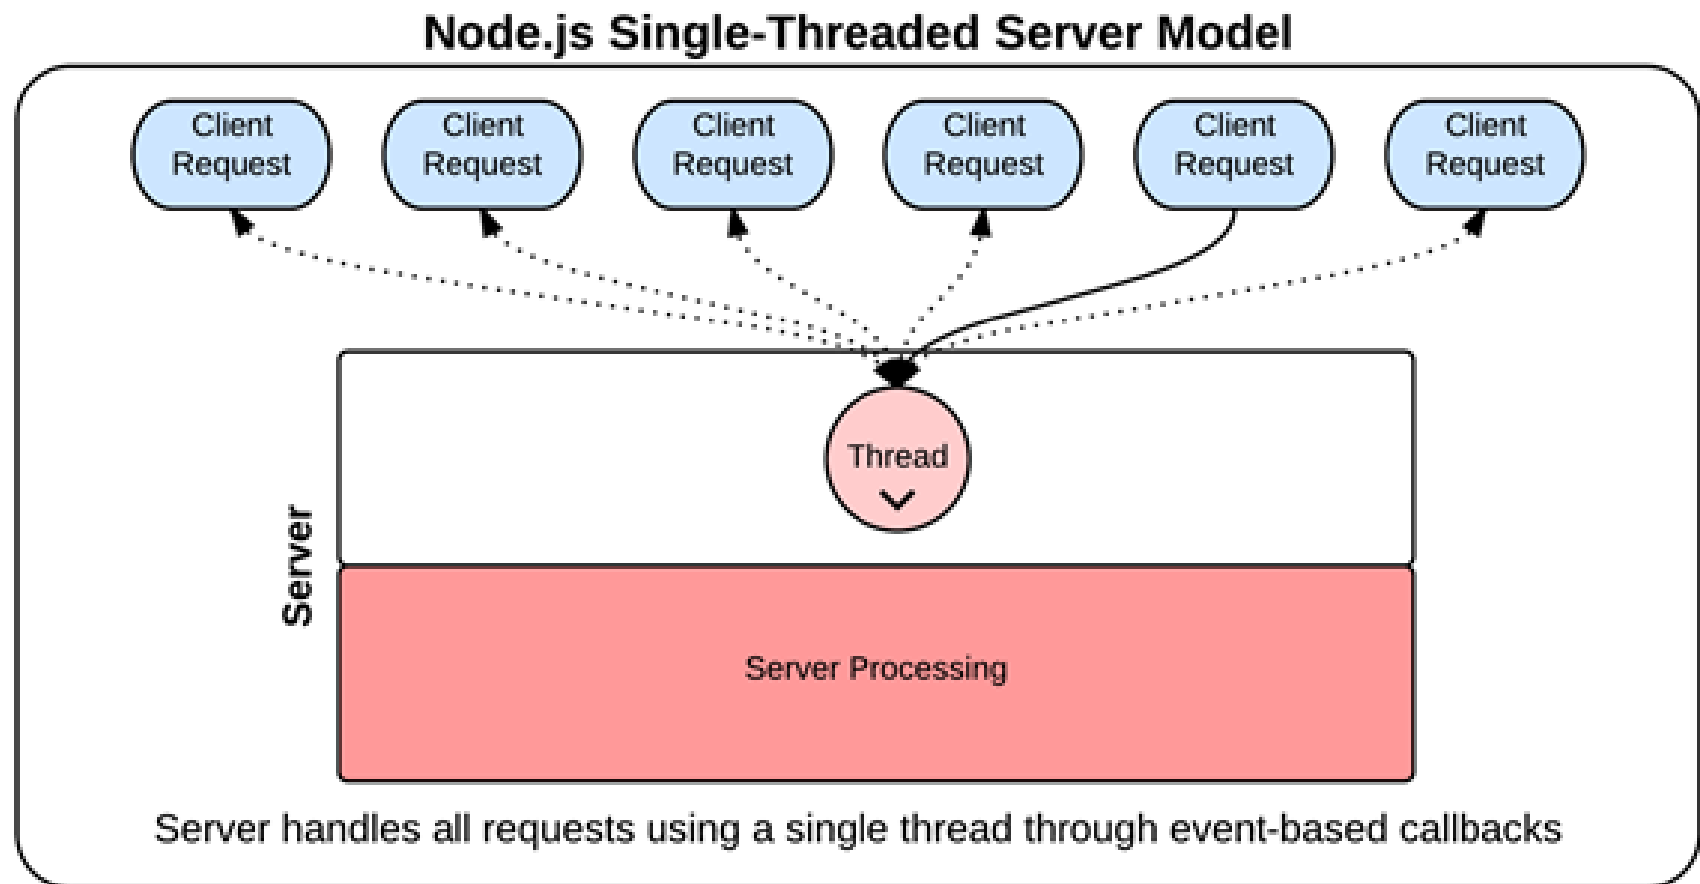 Node.js Single-Threaded Server Model
Client
Request
Client
Request
Client
Request
Client
Request
Client
Request
Client
Request
Thread
Server
Server Processing
Server handles all requests using a single thread through event-based callbacks